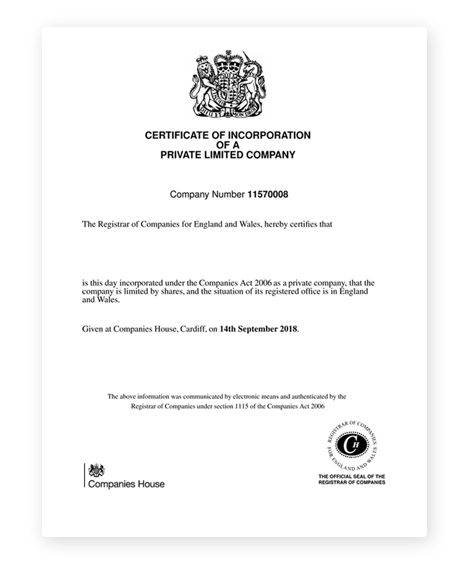 CERTIFICATE OF INCORPORATION
OF A
PRIVATE LIMITED COMPANY
Company Number 11570008
The Registrar of Companies for England and Wales, hereby certifies that
is this day incorporated under the Companies Act 2006 as a private company, that the
company is limited by shares, and the situation of its registered office is in England
and Wales.
Given at Companies House, Cardiff, on 14th September 2018.
The above information was communicated by electronic means and authenticated by the
Registrar of Companies under section 1115 of the Companies Act 2006
REGISTRAR OF COMPANIES
FOR ENGLAND AND WALES
CH
THE OFFICIAL SEAL OF THE
REGISTRAR OF COMPANIES
Companies House